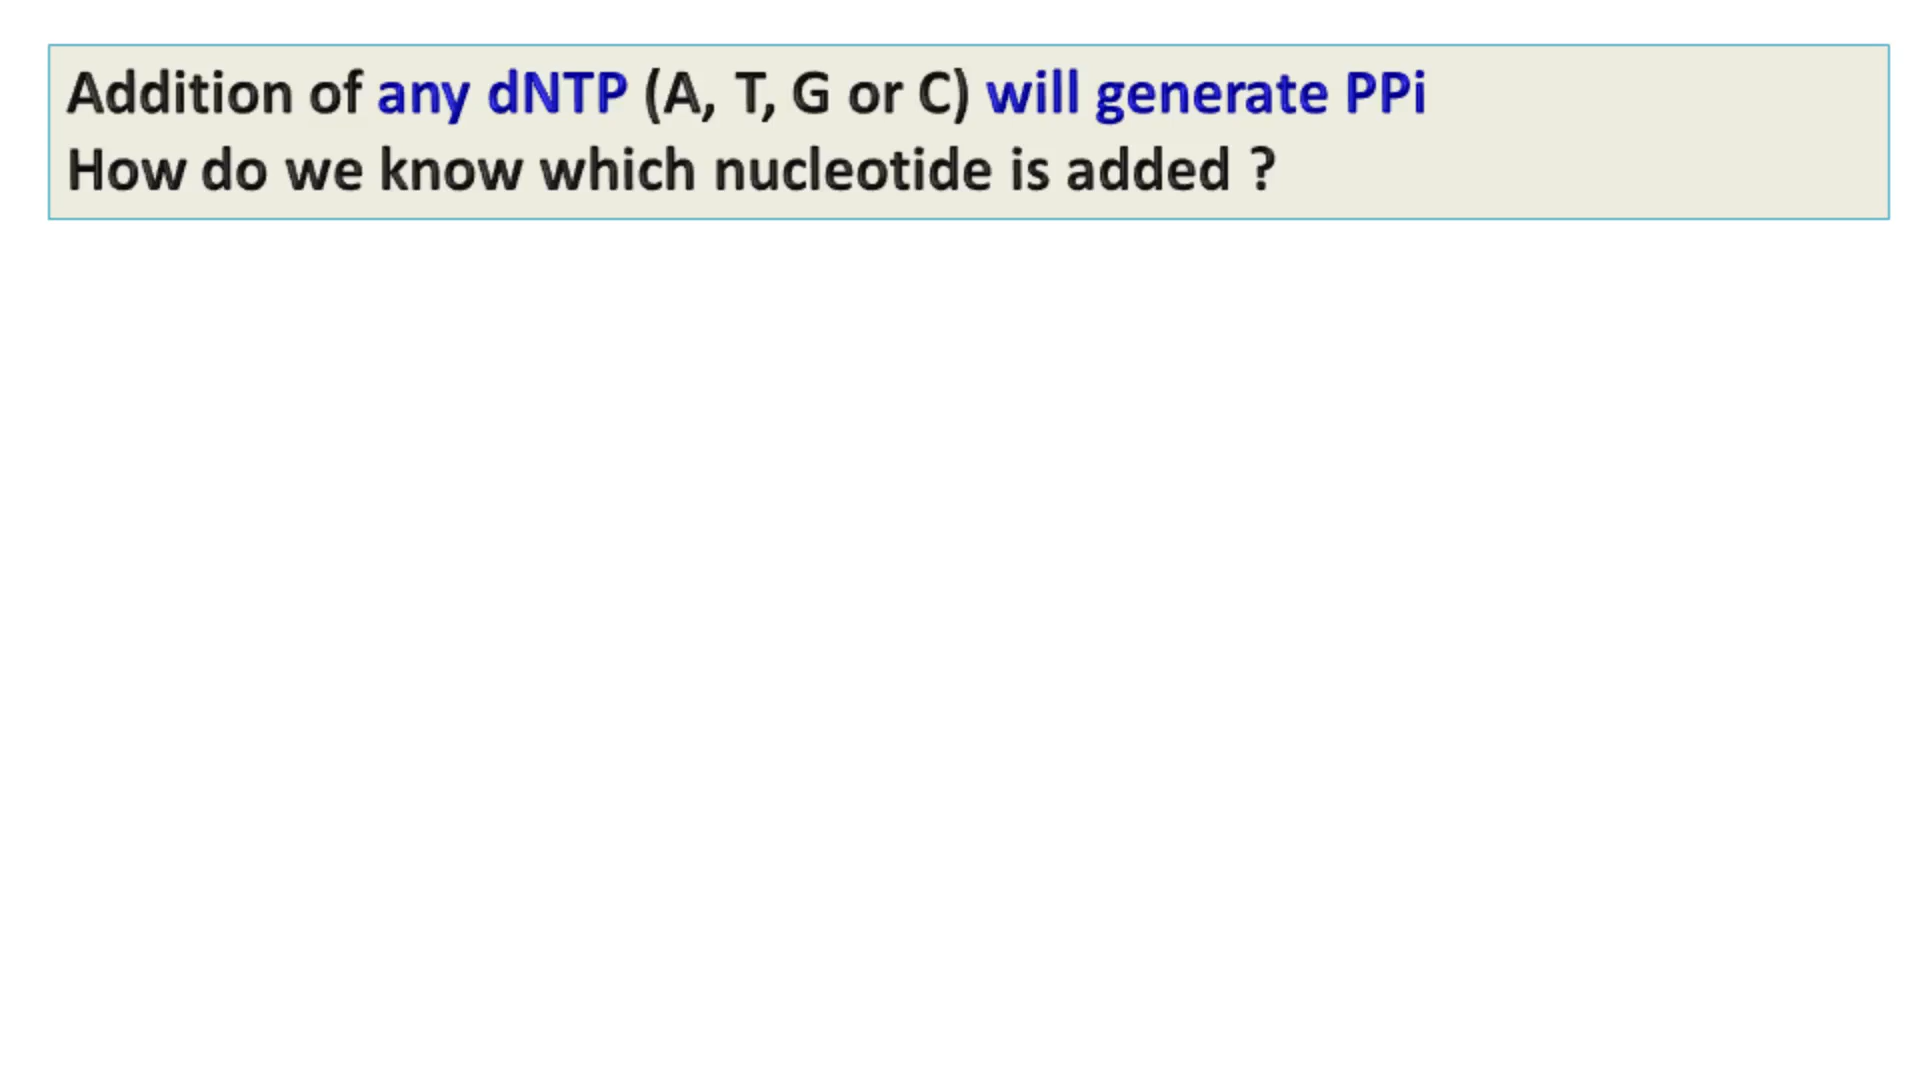 Addition of any dNTP (A, T, G or C) will generate PPi
How do we know which nucleotide is added ?